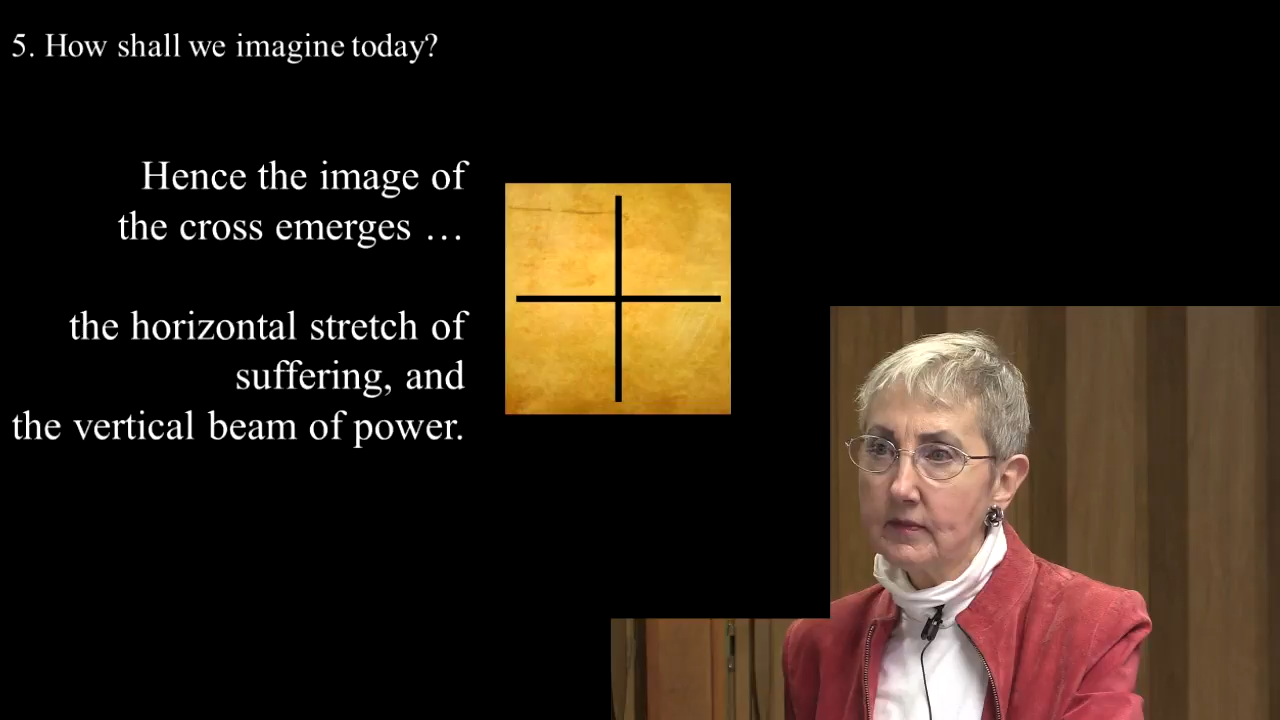 5. How shall we imagine today?
Hence the image of
the cross emerges …
the horizontal stretch of
suffering, and
the vertical beam of power.